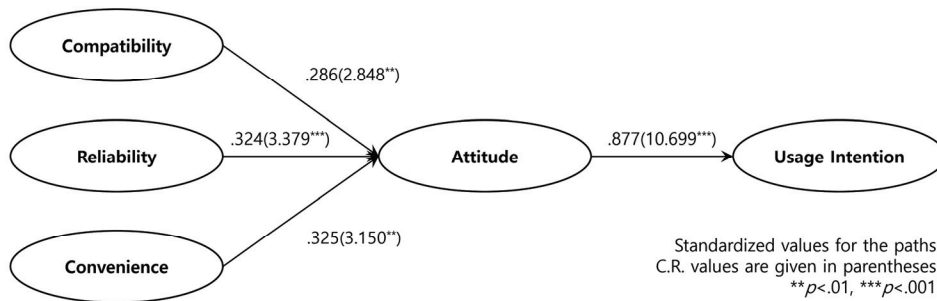 Compatibility
.286(2.848**)
Reliability
.324(3.379***)
Attitude
.877(10.699***)
Usage Intention
.325(3.150**)
Convenience
Standardized values for the paths
C.R. values are given in parentheses
**p<.01, ***p<.001